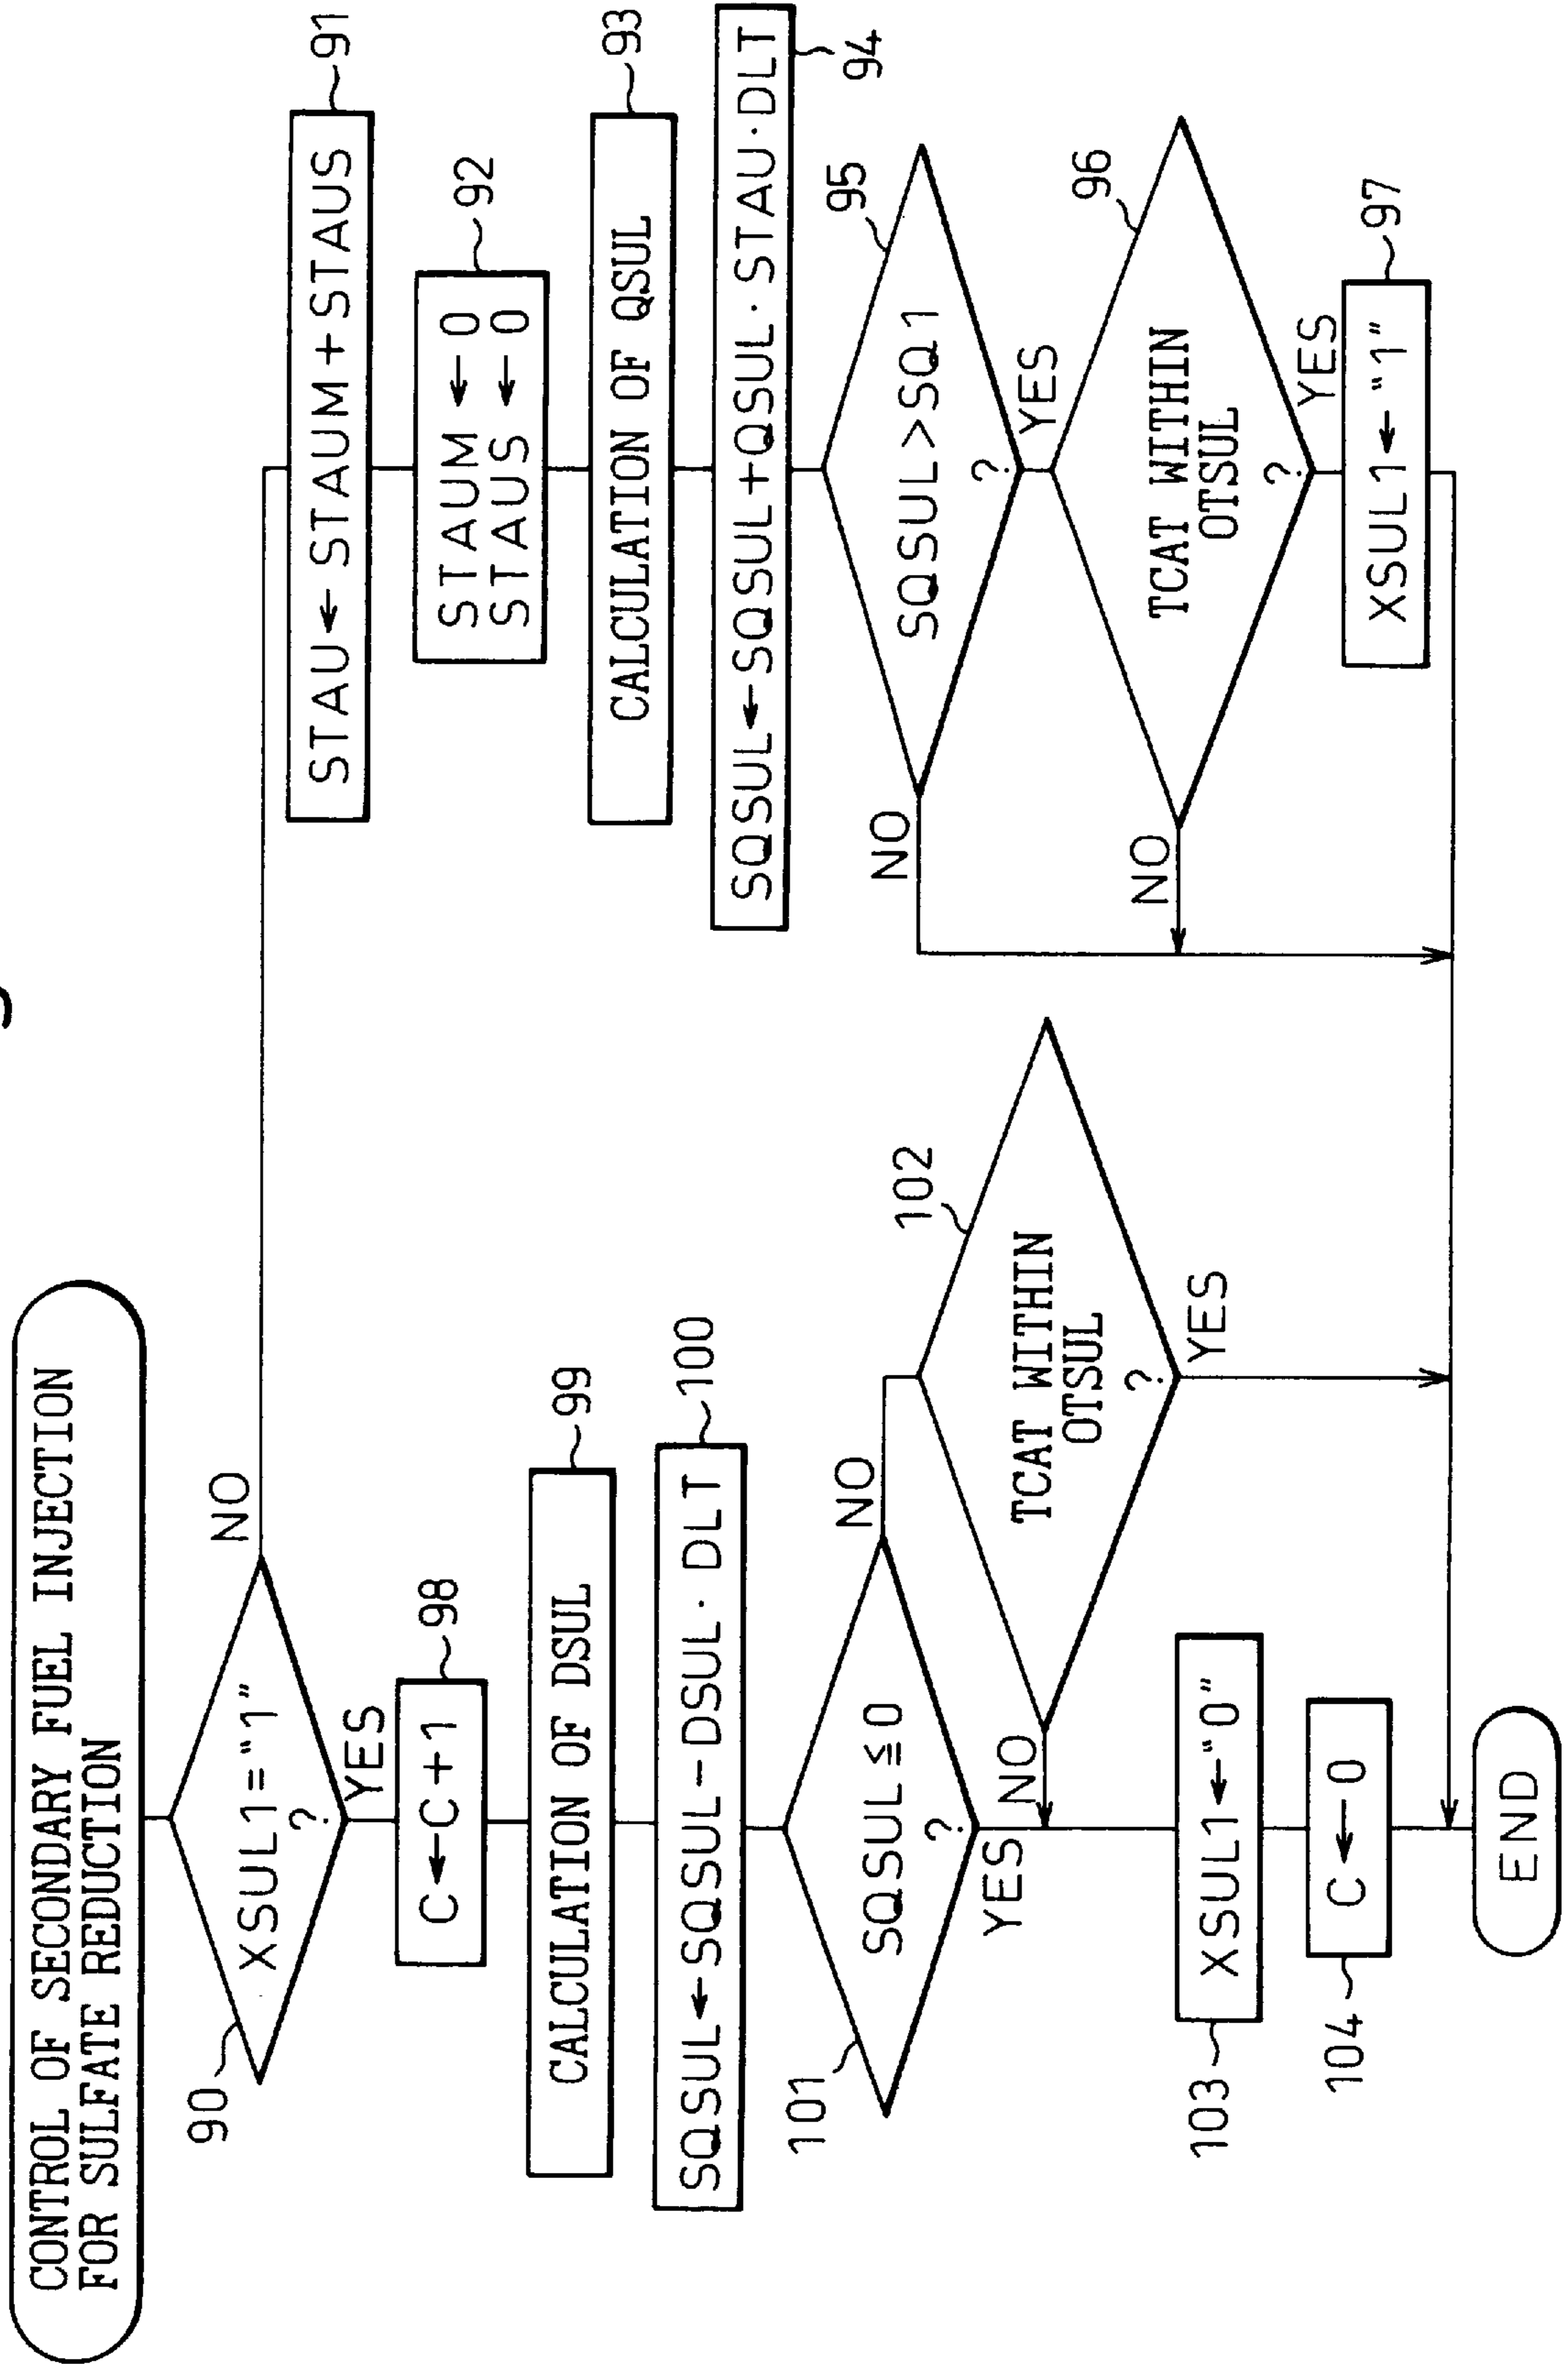 CONTROL OF SECONDARY FUEL INJECTION
FOR SULFATE REDUCTION
90
XSUL1="1"
?
NO
YES
C←C+1
98
CALCULATION OF DSUL
99
SQSUL←SQSUL-DSUL·DLT
100
101
SQSUL≦0
?
NO
YES
102
TCAT WITHIN
OTSUL
?
NO
YES
103
XSUL1←"0"
104
C←0
END
STAU←STAUM+STAUS
91
STAUM←0
STAUS←0
92
CALCULATION OF QSUL
93
SQSUL←SQSUL+QSUL·STAU·DLT
94
95
SQSUL>SQ1
?
NO
YES
96
TCAT WITHIN
OTSUL
?
NO
YES
XSUL1←"1"
97